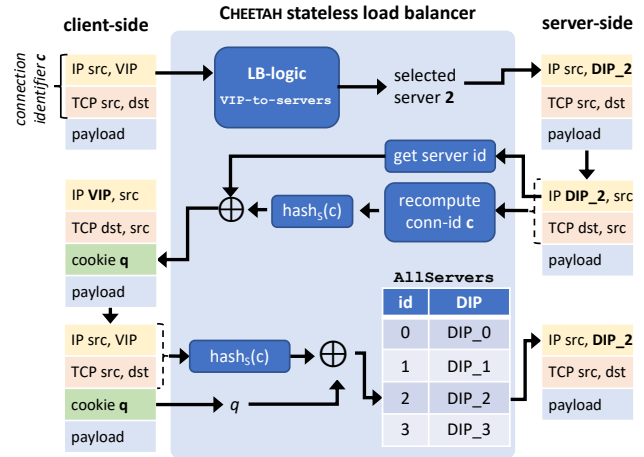 CHEETAH stateless load balancer
client-side
server-side
connection
identifier c
IP src, VIP
TCP src, dst
payload
LB-logic
VIP-to-servers
selected
server 2
IP src, DIP_2
TCP src, dst
payload
get server id
IP VIP, src
TCP dst, src
cookie q
payload
hashS(c)
recompute
conn-id c
IP DIP_2, src
TCP dst, src
payload
AllServers
id DIP
0 DIP_0
1 DIP_1
2 DIP_2
3 DIP_3
IP src, VIP
TCP src, dst
cookie q
payload
hashS(c)
q
IP src, DIP_2
TCP src, dst
payload